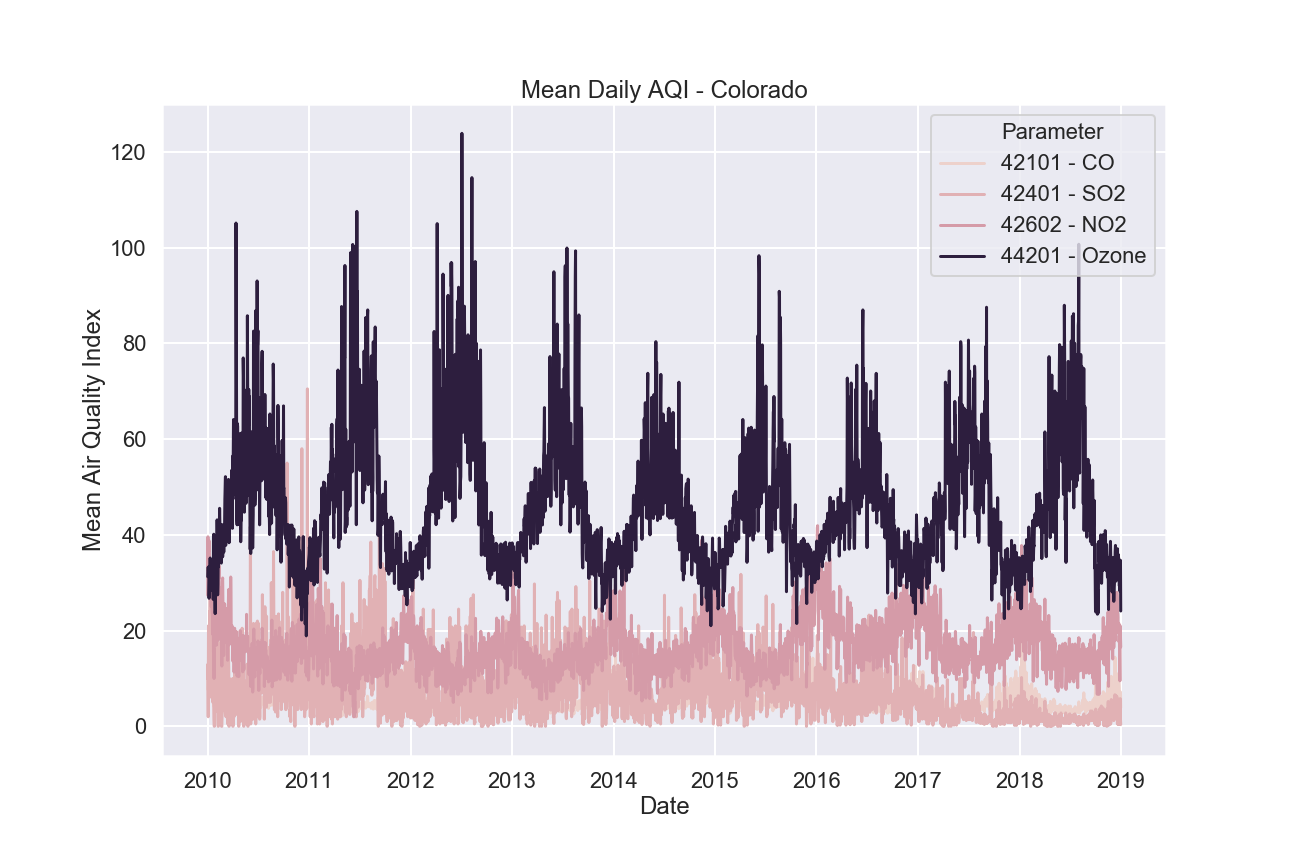 Mean Daily AQI - Colorado
Parameter
42101 - CO
42401 - SO2
42602 - NO2
44201 - Ozone
Mean Air Quality Index
120
100
80
60
40
20
0
2010 2011 2012 2013 2014 2015 2016 2017 2018 2019
Date